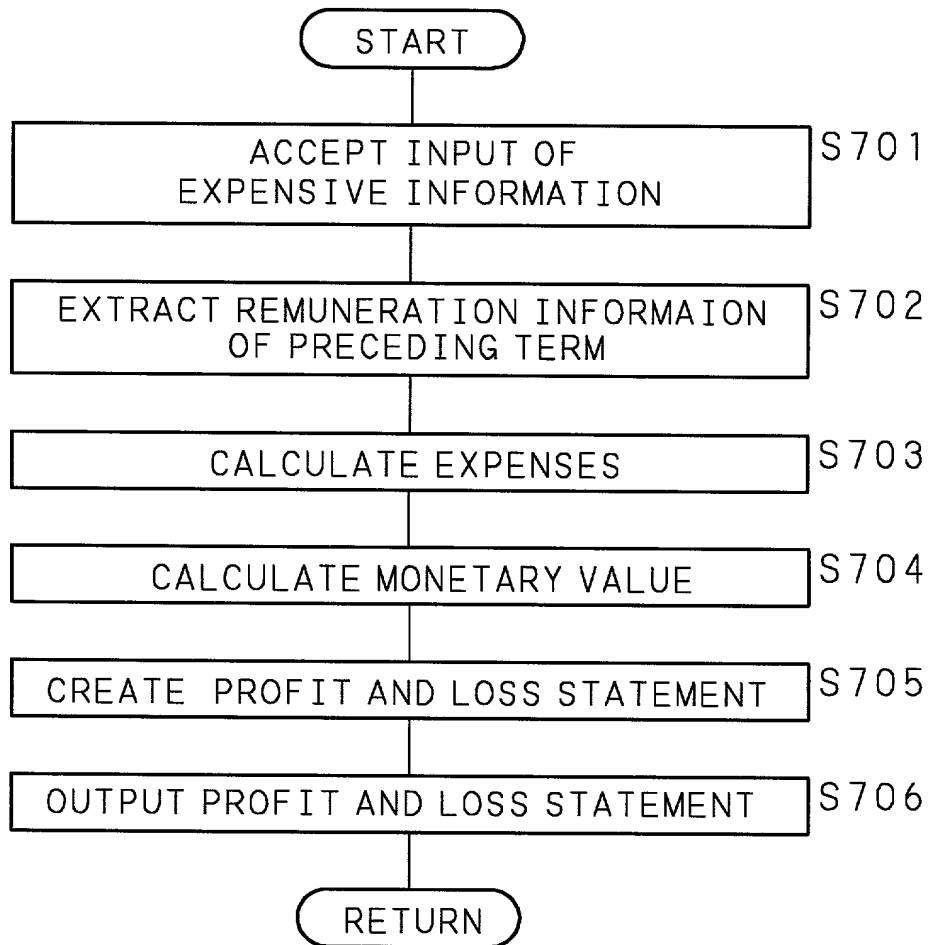 START
ACCEPT INPUT OF
EXPENSIVE INFORMATION
S701
EXTRACT REMUNERATION INFORMAION
OF PRECEDING TERM
S702
CALCULATE EXPENSES
S703
CALCULATE MONETARY VALUE
S704
CREATE PROFIT AND LOSS STATEMENT
S705
OUTPUT PROFIT AND LOSS STATEMENT
S706
RETURN